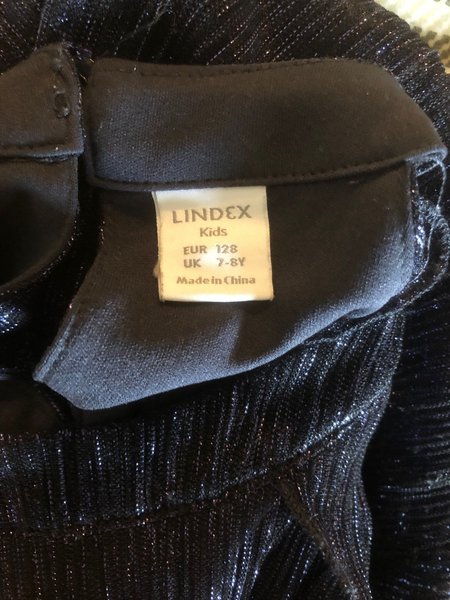 LINDEX
Kids
EUR 128
UK 7-8Y
Made in China